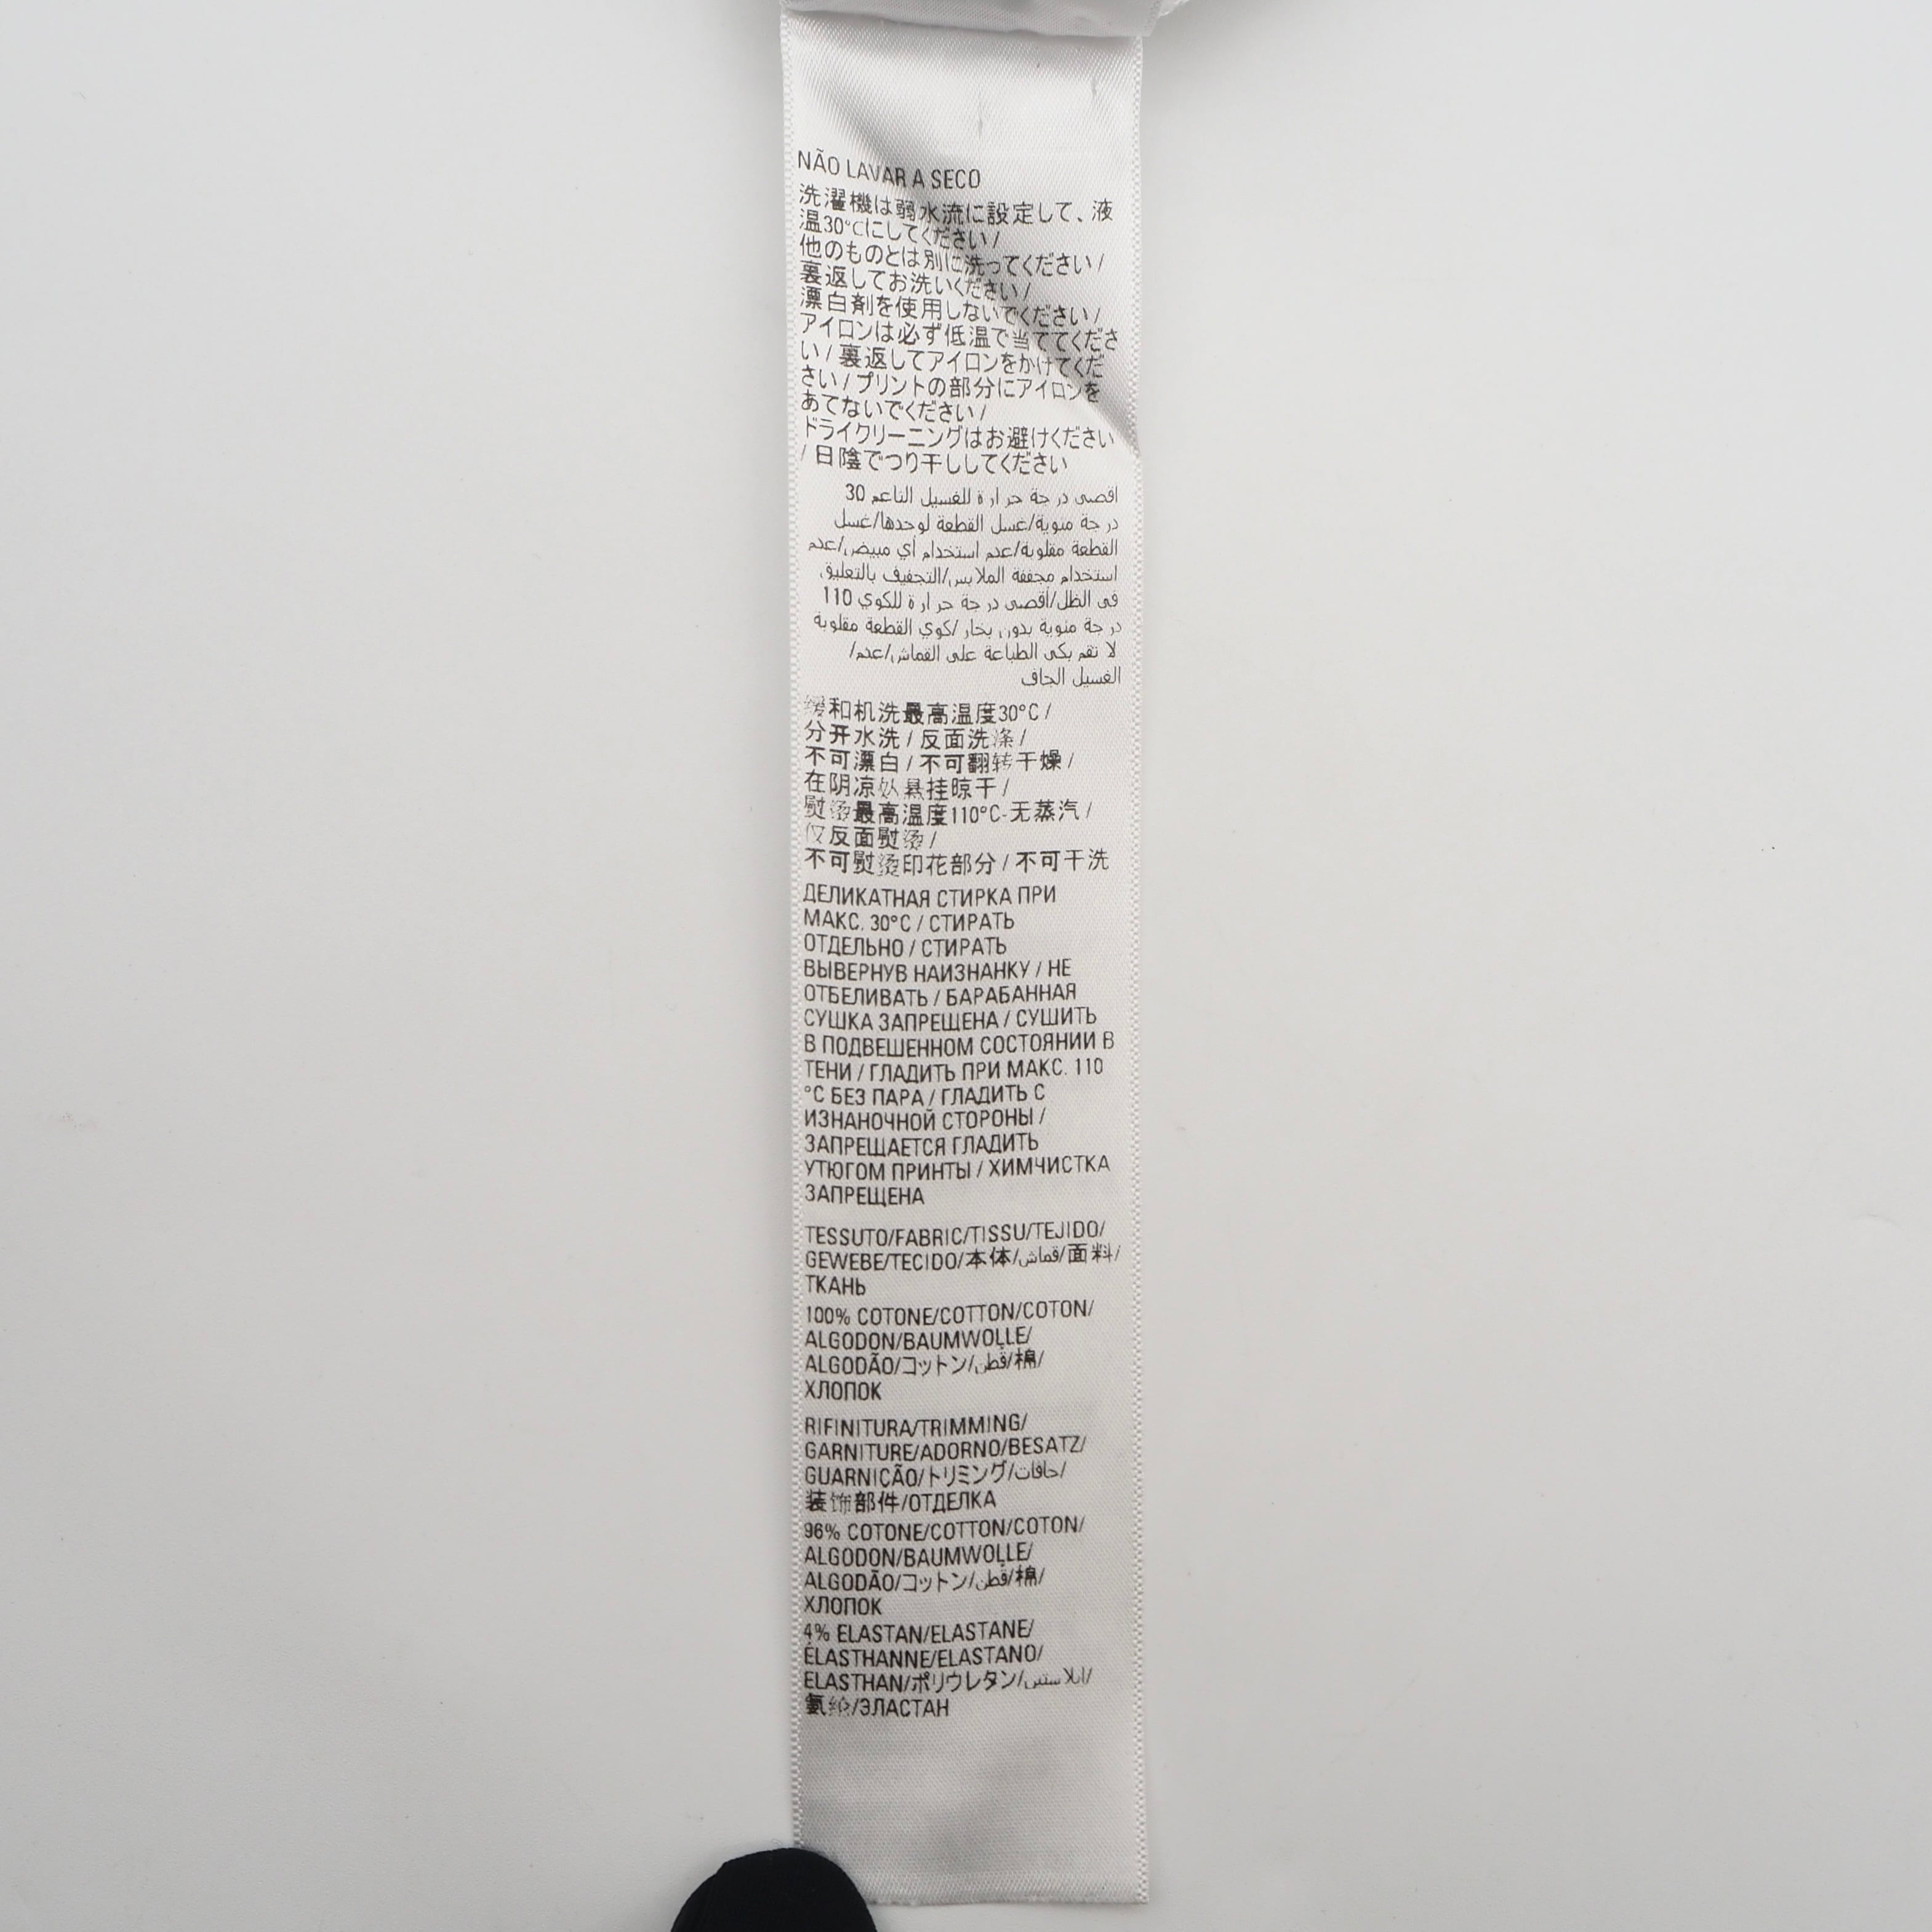 NÃO LAVAR A SECO
洗濯機は弱水流に設定して、液
温30℃にしてください /
他のものとは別に洗ってください /
裏返してお洗いください /
漂白剤を使用しないでください /
アイロンは必ず低温で当ててくださ
い / 裏返してアイロンをかけてくだ
さい / プリントの部分にアイロンを
あてないでください /
ドライクリーニングはお避けください
/ 日陰でつり干ししてください
اقصى درجة حرارة للغسيل الناعم 30
درجة مئوية/غسل القطعة لوحدها/غسل
القطعة مقلوبة/عدم استخدام أي مبيض/عدم
استخدام مجففة الملابس/التجفيف بالتعليق
في الظل/أقصى درجة حرارة للكوي 110
درجة مئوية بدون بخار/كوي القطعة مقلوبة
لا تقم بكى الطباعة على القماش/عدم/
الغسيل الجاف
缓和机洗最高温度30°C /
分开水洗 / 反面洗涤 /
不可漂白 / 不可翻转干燥 /
在阴凉处悬挂晾干 /
熨烫最高温度110°C-无蒸汽 /
仅反面熨烫 /
不可熨烫印花部分 / 不可干洗
ДЕЛИКАТНАЯ СТИРКА ПРИ
МАКС. 30°C / СТИРАТЬ
ОТДЕЛЬНО / СТИРАТЬ
ВЫВЕРНУВ НАИЗНАНКУ / НЕ
ОТБЕЛИВАТЬ / БАРАБАННАЯ
СУШКА ЗАПРЕЩЕНА / СУШИТЬ
В ПОДВЕШЕННОМ СОСТОЯНИИ В
ТЕНИ / ГЛАДИТЬ ПРИ МАКС. 110
°C БЕЗ ПАРА / ГЛАДИТЬ С
ИЗНАНОЧНОЙ СТОРОНЫ /
ЗАПРЕЩАЕТСЯ ГЛАДИТЬ
УТЮГОМ ПРИНТЫ / ХИМЧИСТКА
ЗАПРЕЩЕНА
TESSUTO/FABRIC/TISSU/TEJIDO/
GEWEBE/TECIDO/本体/قماش/面料/
ТКАНЬ
100% COTONE/COTTON/COTON/
ALGODON/BAUMWOLLE/
ALGODÃO/コットン/قطن/棉/
ХЛОПОК
RIFINITURA/TRIMMING/
GARNITURE/ADORNO/BESATZ/
GUARNIÇÃO/トリミング/حافات/
装饰部件/ОТДЕЛКА
96% COTONE/COTTON/COTON/
ALGODON/BAUMWOLLE/
ALGODÃO/コットン/قطن/棉/
ХЛОПОК
4% ELASTAN/ELASTANE/
ÉLASTHANNE/ELASTANO/
ELASTHAN/ポリウレタン/ايلاستين/
氨纶/ЭЛАСТАН